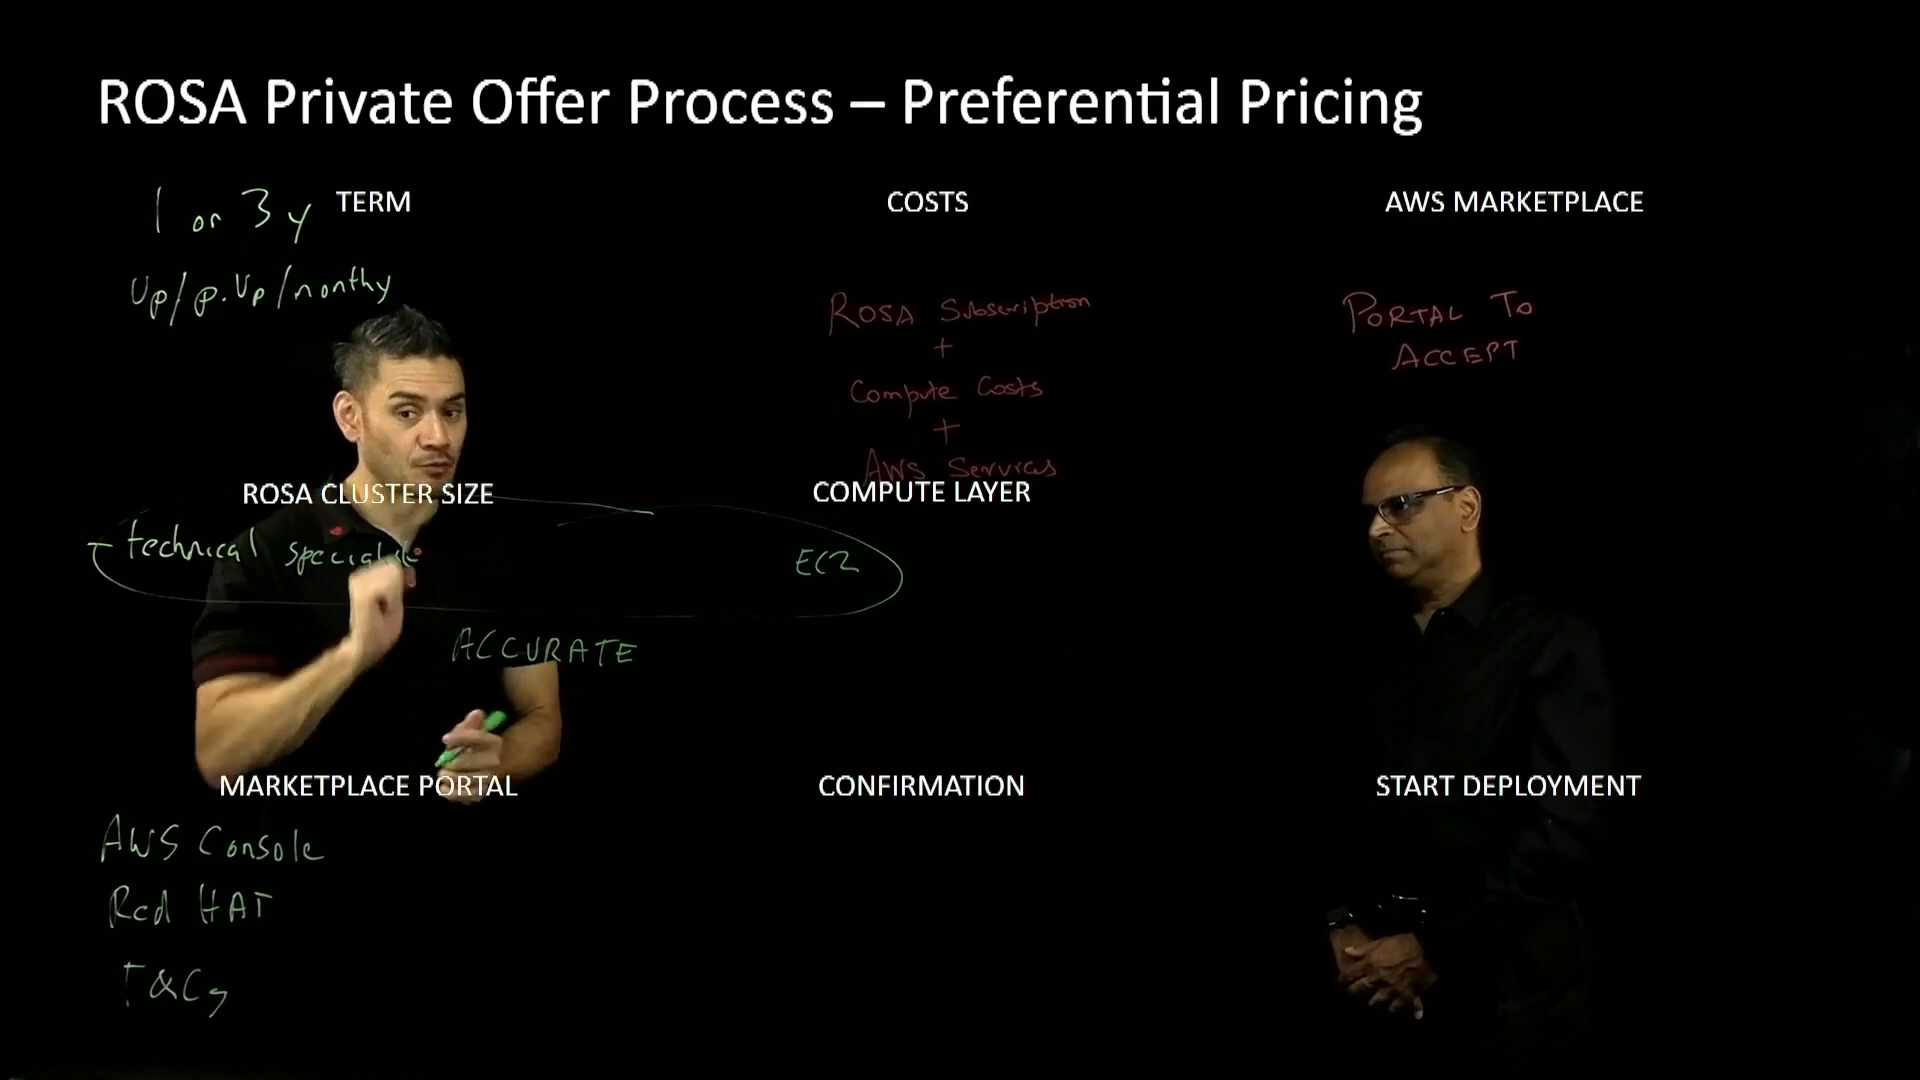 ROSA Private Offer Process – Preferential Pricing
1 or 3 y TERM
Up/p.Up/monthy
COSTS
ROSA Subscription
+
Compute Costs
+
AWS Services
AWS MARKETPLACE
PORTAL TO
ACCEPT
ROSA CLUSTER SIZE
technical specialist
COMPUTE LAYER
EC2
ACCURATE
MARKETPLACE PORTAL
AWS Console
Red HAT
T&Cs
CONFIRMATION
START DEPLOYMENT